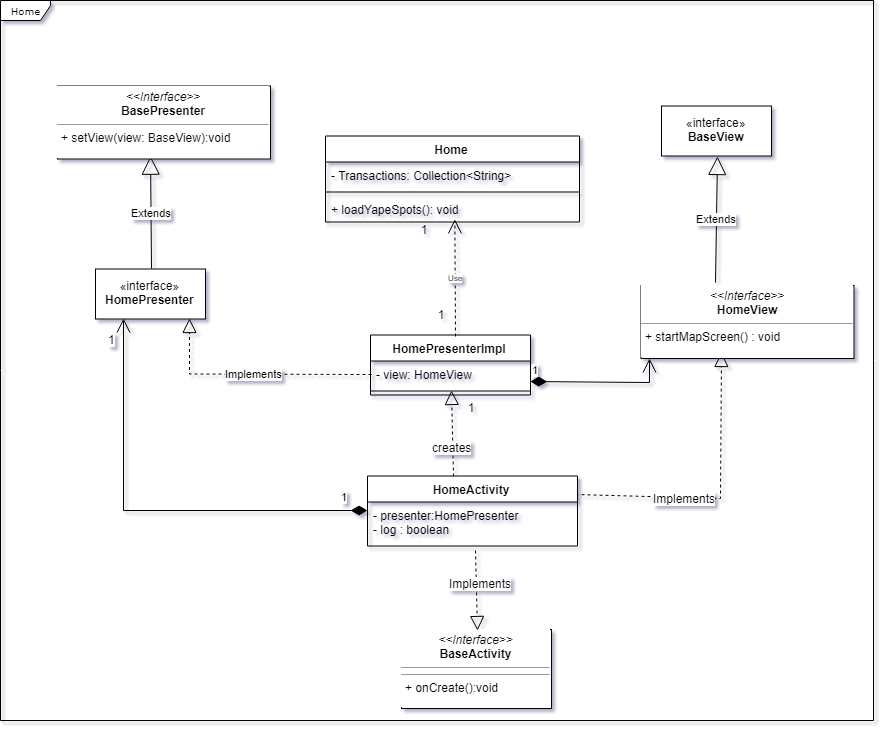 Home
<<Interface>>
BasePresenter
+ setView(view: BaseView):void
Home
- Transactions: Collection<String>
+ loadYapeSpots(): void
«interface»
BaseView
Extends
Extends
«interface»
HomePresenter
1
Use
1
<<Interface>>
HomeView
+ startMapScreen() : void
1
HomePresenterImpl
- view: HomeView
Implements
1
1
creates
HomeActivity
- presenter:HomePresenter
- log : boolean
1
Implements
Implements
<<Interface>>
BaseActivity
+ onCreate():void